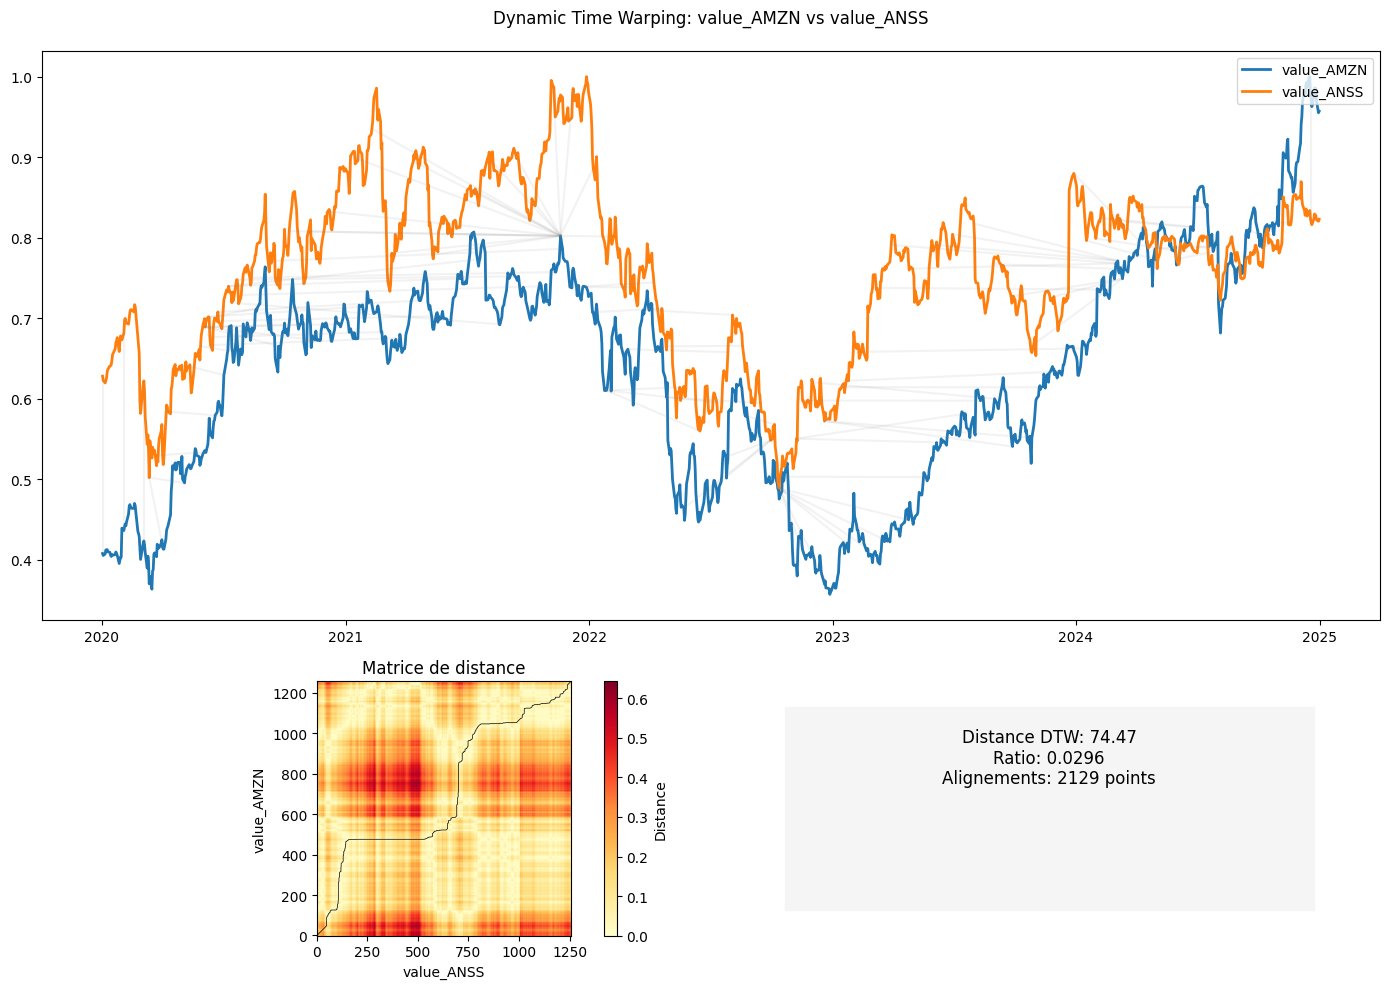 Dynamic Time Warping: value_AMZN vs value_ANSS
value_AMZN
value_ANSS
1.0
0.9
0.8
0.7
0.6
0.5
0.4
2020 2021 2022 2023 2024 2025
Matrice de distance
value_AMZN
1200
1000
800
600
400
200
0
0 250 500 750 1000 1250
value_ANSS
0.6
0.5
0.4
0.3
0.2
0.1
0.0
Distance
Distance DTW: 74.47
Ratio: 0.0296
Alignements: 2129 points